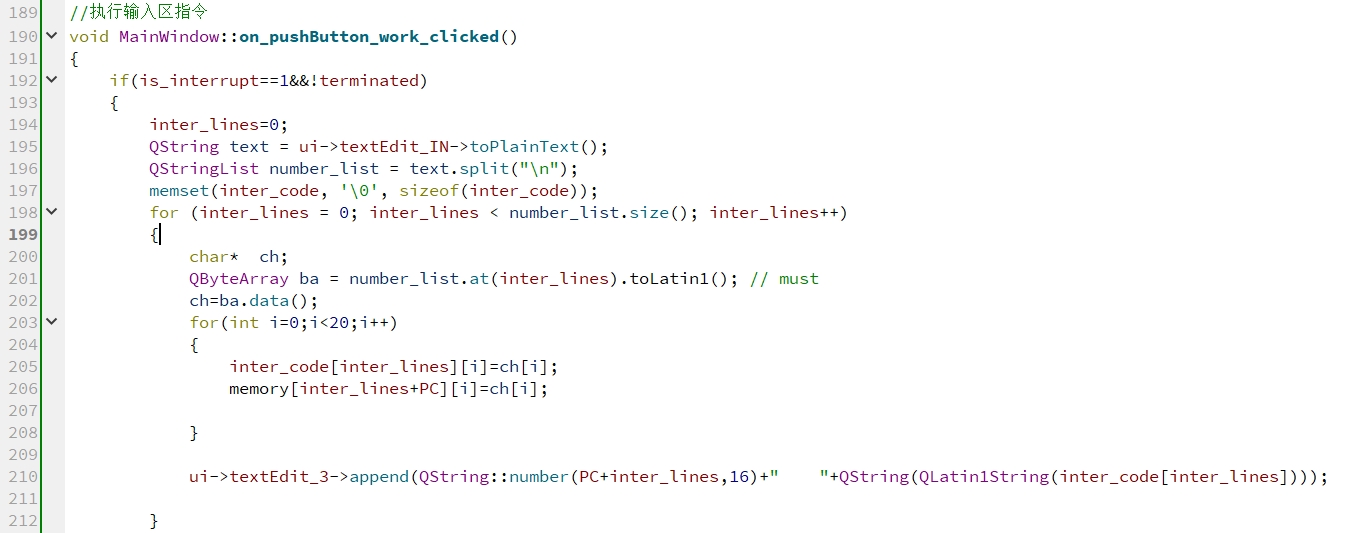 189 //执行输入区指令
190 void MainWindow::on_pushButton_work_clicked()
191 {
192     if(is_interrupt==1&&!terminated)
193     {
194         inter_lines=0;
195         QString text = ui->textEdit_IN->toPlainText();
196         QStringList number_list = text.split("\n");
197         memset(inter_code, '\0', sizeof(inter_code));
198         for (inter_lines = 0; inter_lines < number_list.size(); inter_lines++)
199         {
200             char*  ch;
201             QByteArray ba = number_list.at(inter_lines).toLatin1(); // must
202             ch=ba.data();
203             for(int i=0;i<20;i++)
204             {
205                 inter_code[inter_lines][i]=ch[i];
206                 memory[inter_lines+PC][i]=ch[i];
207
208             }
209
210             ui->textEdit_3->append(QString::number(PC+inter_lines,16)+"    "+QString(QLatin1String(inter_code[inter_lines])));
211
212         }